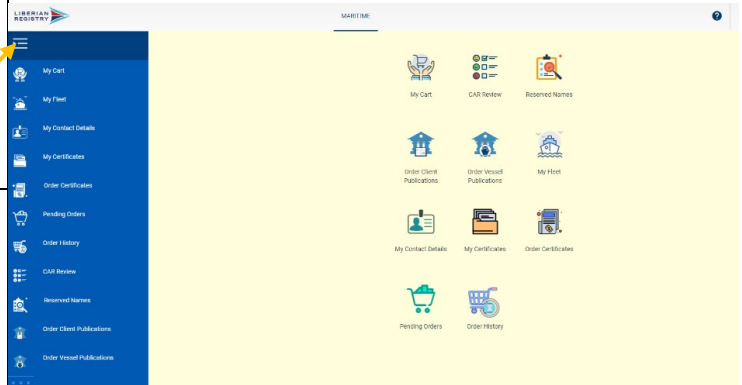 LIBERIAN
REGISTRY
MARITIME
?
My Cart
My Fleet
My Contact Details
My Certificates
Order Certificates
Pending Orders
Order History
CAR Review
Reserved Names
Order Client Publications
Order Vessel Publications
My Cart
CAR Review
Reserved Names
Order Client
Publications
Order Vessel
Publications
My Fleet
My Contact Details
My Certificates
Order Certificates
Pending Orders
Order History